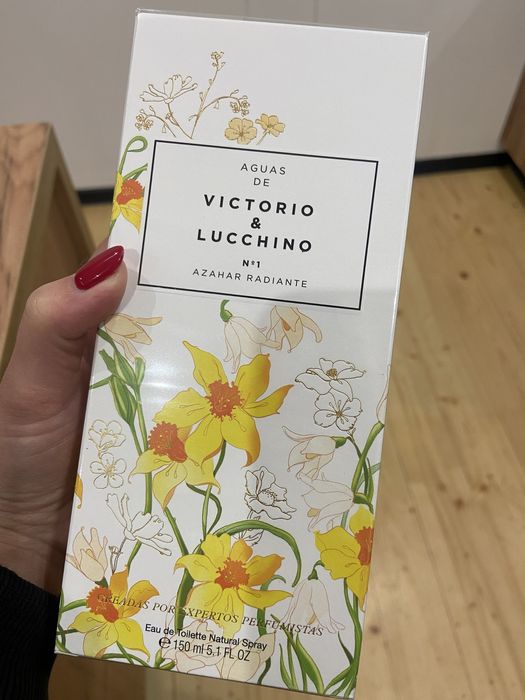 AGUAS
DE
VICTORIO
&
LUCCHINO
Nº1
AZAHAR RADIANTE
CREADAS POR EXPERTOS PERFUMISTAS
Eau de Toilette Natural Spray
℮ 150 ml 5.1 FL OZ